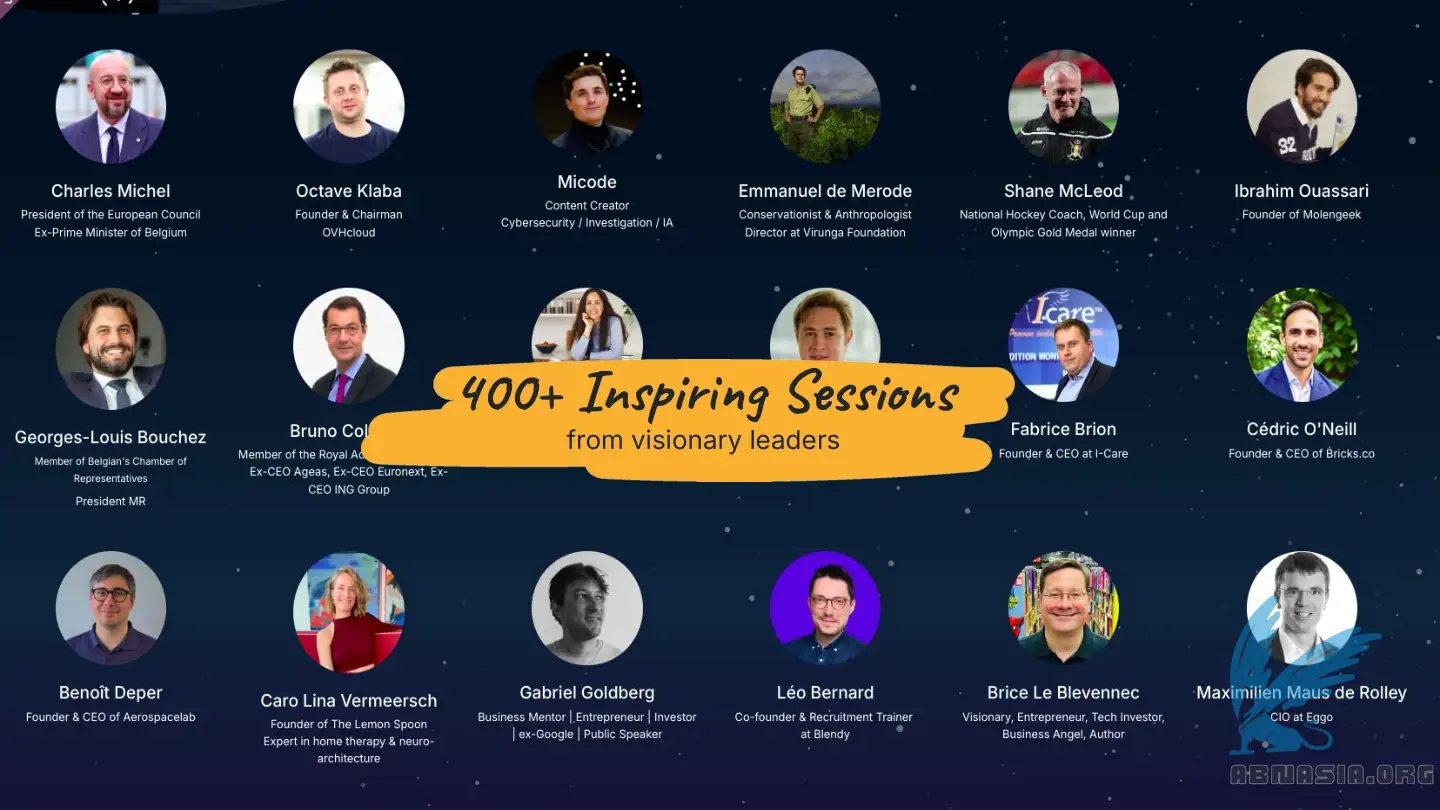 Charles Michel
President of the European Council
Ex-Prime Minister of Belgium
Octave Klaba
Founder & Chairman
OVHcloud
Micode
Content Creator
Cybersecurity / Investigation / IA
Emmanuel de Merode
Conservationist & Anthropologist
Director at Virunga Foundation
Shane McLeod
National Hockey Coach, World Cup and
Olympic Gold Medal winner
Ibrahim Ouassari
Founder of Molengeek
32
Georges-Louis Bouchez
Member of Belgian's Chamber of
Representatives
President MR
Bruno
Member of the Royal
Ex-CEO Ageas, Ex-CEO Euronext, Ex-
CEO ING Group
400+ Inspiring Sessions
from visionary leaders
I-care
DITION MON
Fabrice Brion
Founder & CEO at I-Care
Cédric O'Neill
Founder & CEO of Bricks.co
Benoît Deper
Founder & CEO of Aerospacelab
Caro Lina Vermeersch
Founder of The Lemon Spoon
Expert in home therapy & neuro-
architecture
Gabriel Goldberg
Business Mentor | Entrepreneur | Investor
| ex-Google | Public Speaker
Léo Bernard
Co-founder & Recruitment Trainer
at Blendy
Brice Le Blevennec
Visionary, Entrepreneur, Tech Investor,
Business Angel, Author
Maximilien Maus de Rolley
CIO at Eggo
ABNASIA.ORG